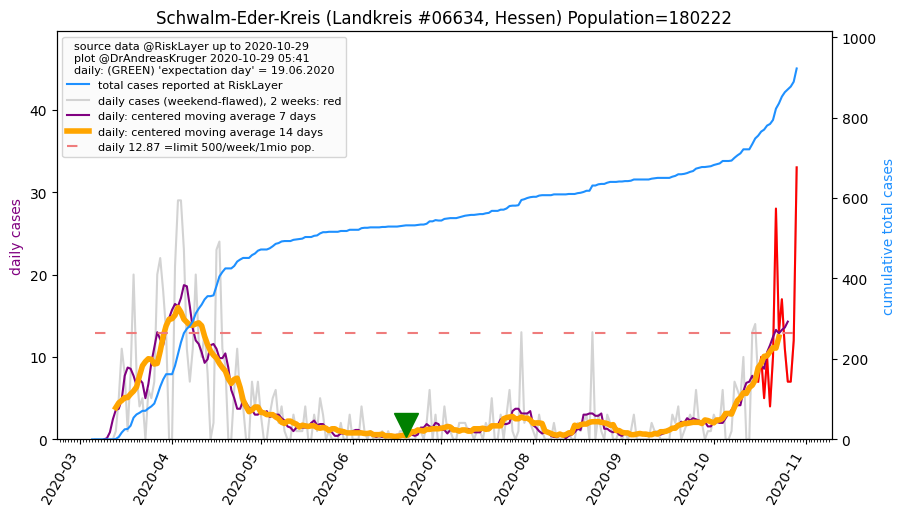 Schwalm-Eder-Kreis (Landkreis #06634, Hessen) Population=180222
source data @RiskLayer up to 2020-10-29
plot @DrAndreasKruger 2020-10-29 05:41
daily: (GREEN) 'expectation day' = 19.06.2020
total cases reported at RiskLayer
daily cases (weekend-flawed), 2 weeks: red
daily: centered moving average 7 days
daily: centered moving average 14 days
daily 12.87 =limit 500/week/1mio pop.
daily cases
40
30
20
10
0
1000
800
600
400
200
0
cumulative total cases
2020-03
2020-04
2020-05
2020-06
2020-07
2020-08
2020-09
2020-10
2020-11